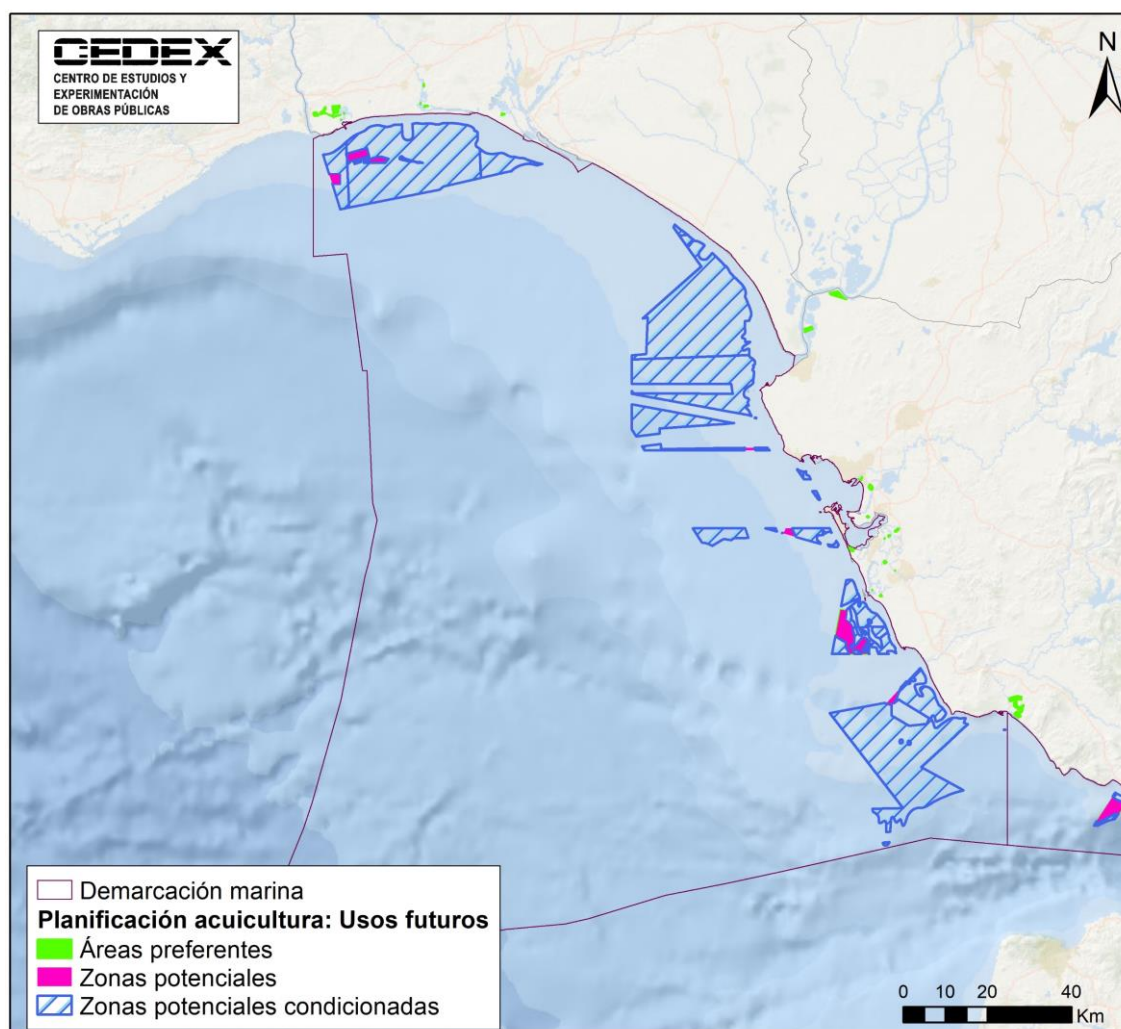 CEDEX
CENTRO DE ESTUDIOS Y
EXPERIMENTACIÓN
DE OBRAS PÚBLICAS
N
Demarcación marina
Planificación acuicultura: Usos futuros
Áreas preferentes
Zonas potenciales
Zonas potenciales condicionadas
0 5 10 20 40
Km